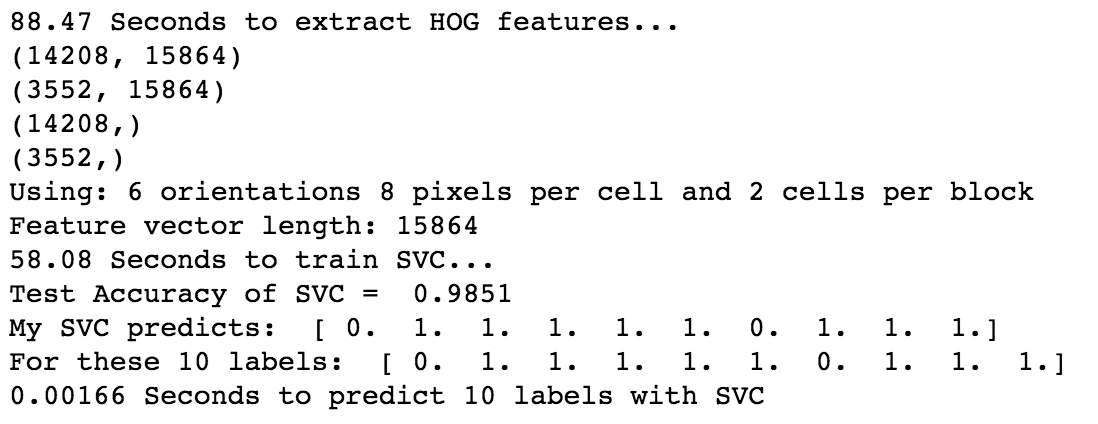 88.47 Seconds to extract HOG features...
(14208, 15864)
(3552, 15864)
(14208,)
(3552,)
Using: 6 orientations 8 pixels per cell and 2 cells per block
Feature vector length: 15864
58.08 Seconds to train SVC...
Test Accuracy of SVC =  0.9851
My SVC predicts:  [ 0.  1.  1.  1.  1.  1.  0.  1.  1.  1.]
For these 10 labels:  [ 0.  1.  1.  1.  1.  1.  0.  1.  1.  1.]
0.00166 Seconds to predict 10 labels with SVC